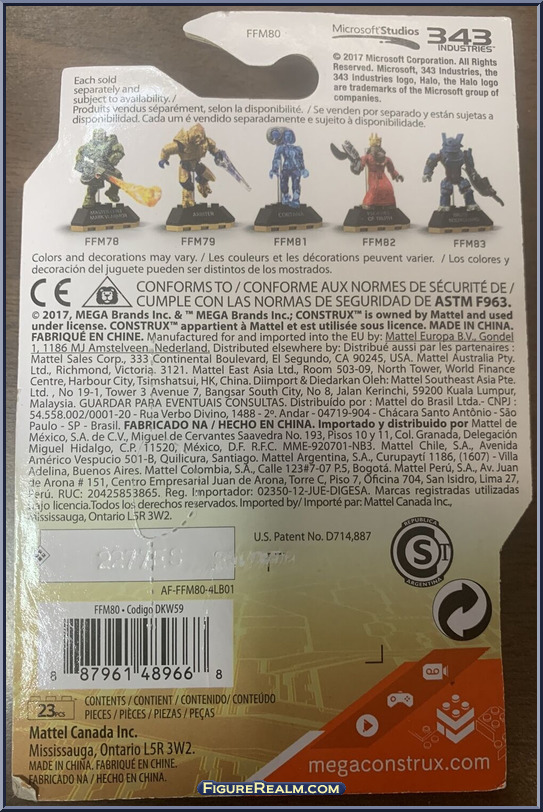 FFM80
Microsoft Studios
343
INDUSTRIES™
© 2017 Microsoft Corporation. All Rights
Reserved. Microsoft, 343 Industries, the
343 Industries logo, Halo, the Halo logo
are trademarks of the Microsoft group of
companies.
Each sold
separately and
subject to availability. /
Produits vendus séparément, selon la disponibilité. / Se venden por separado y están sujetas a
disponibilidad. Cada um é vendido separadamente e sujeito à disponibilidade.
FFM78
FFM79
FFM81
FFM82
FFM83
Colors and decorations may vary. / Les couleurs et les décorations peuvent varier. / Los colores y
decoración del juguete pueden ser distintos de los mostrados.
CE
CONFORMS TO / CONFORME AUX NORMES DE SÉCURITÉ DE /
CUMPLE CON LAS NORMAS DE SEGURIDAD DE ASTM F963.
© 2017, MEGA Brands Inc. & ™ MEGA Brands Inc.; CONSTRUX™ is owned by Mattel and used
under license. CONSTRUX™ appartient à Mattel et est utilisée sous licence. MADE IN CHINA.
FABRIQUÉ EN CHINE. Manufactured for and imported into the EU by: Mattel Europa B.V., Gondel
1, 1186 MJ Amstelveen, Nederland. Distributed elsewhere by: Distribué ailleurs par les partenaires :
Mattel Sales Corp., 333 Continental Boulevard, El Segundo, CA 90245, USA. Mattel Australia Pty.
Ltd., Richmond, Victoria. 3121. Mattel East Asia Ltd., Room 503-09, North Tower, World Finance
Centre, Harbour City, Tsimshatsui, HK, China. Diimport & Diedarkan Oleh: Mattel Southeast Asia Pte.
Ltd. , No 19-1, Tower 3 Avenue 7, Bangsar South City, No 8, Jalan Kerinchi, 59200 Kuala Lumpur,
Malaysia. GUARDAR PARA EVENTUAIS CONSULTAS. Distribuido por : Mattel do Brasil Ltda.- CNPJ :
54.558.002/0001-20 - Rua Verbo Divino, 1488 - 2º. Andar - 04719-904 - Chácara Santo Antônio - São
Paulo - SP - Brasil. FABRICADO NA / HECHO EN CHINA. Importado y distribuido por Mattel
de México, S.A. de C.V., Miguel de Cervantes Saavedra No. 193, Pisos 10 y 11, Col. Granada, Delegación
Miguel Hidalgo, C.P. 11520, México, D.F. R.F.C. MME-920701-NB3. Mattel Chile, S.A., Avenida
Américo Vespucio 501-B, Quilicura, Santiago. Mattel Argentina, S.A., Curupaytí 1186, (1607) - Villa
Adelina, Buenos Aires. Mattel Colombia, S.A., Calle 123#7-07 P.5, Bogotá. Mattel Perú, S.A., Av. Juan
de Arona # 151, Centro Empresarial Juan de Arona, Torre C, Piso 7, Oficina 704, San Isidro, Lima 27,
Perú. RUC: 20425853865. Reg. Importador: 02350-12-JUE-DIGESA. Marcas registradas utilizadas
bajo licencia.Todos los derechos reservados. Imported by/ Importé par : Mattel Canada Inc.,
Mississauga, Ontario L5R 3W2.
U.S. Patent No. D714,887
REPUBLICA
ARGENTINA
AF-FFM80-4LB01
FFM80 • Codigo DKW59
8 87961 48966 8
23PCS
CONTENTS / CONTENT / CONTENIDO/ CONTEÚDO
PIECES / PIÈCES / PIEZAS / PEÇAS
Mattel Canada Inc.
Mississauga, Ontario L5R 3W2.
MADE IN CHINA. FABRIQUÉ EN CHINE.
FABRICADO NA / HECHO EN CHINA.
megaconstrux.com
FIGUREREALM.COM